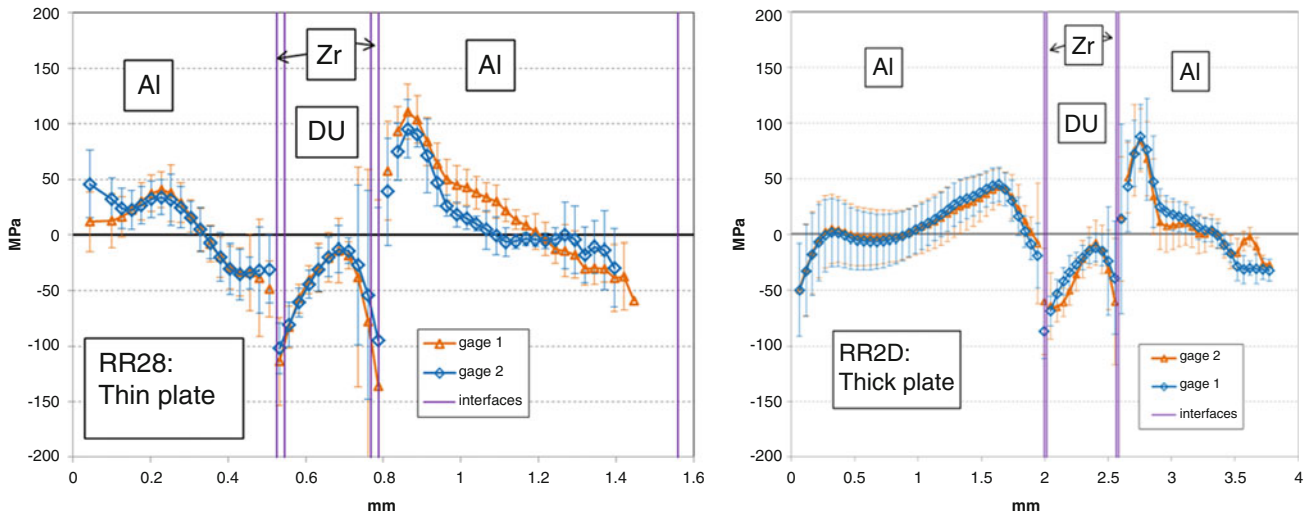 200
150
100
50
0
-50
-100
-150
-200
MPa
0
0.2
0.4
0.6
0.8
1
1.2
1.4
1.6
mm
Al
Zr
DU
Al
RR28:
Thin plate
gage 1
gage 2
interfaces
200
150
100
50
0
-50
-100
-150
-200
MPa
0
0.5
1
1.5
2
2.5
3
3.5
4
mm
Al
Zr
DU
Al
RR2D:
Thick plate
gage 2
gage 1
interfaces